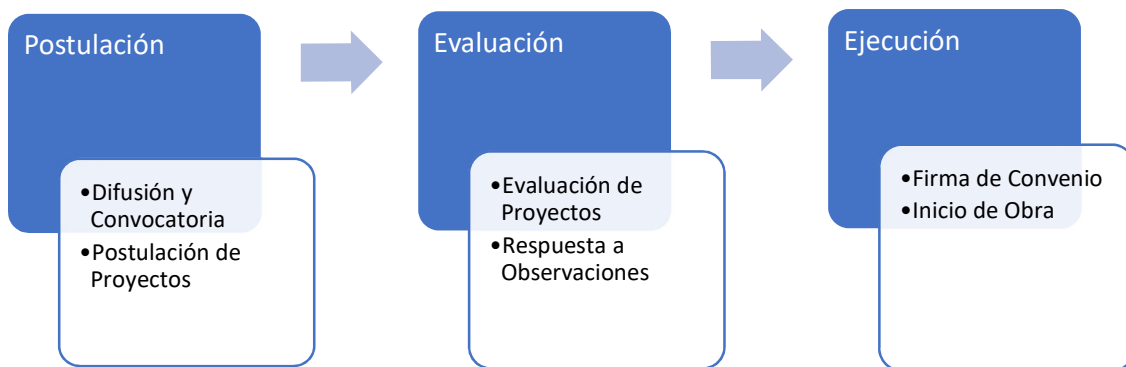 Postulación
•Difusión y
Convocatoria
•Postulación de
Proyectos
Evaluación
•Evaluación de
Proyectos
•Respuesta a
Observaciones
Ejecución
•Firma de Convenio
•Inicio de Obra